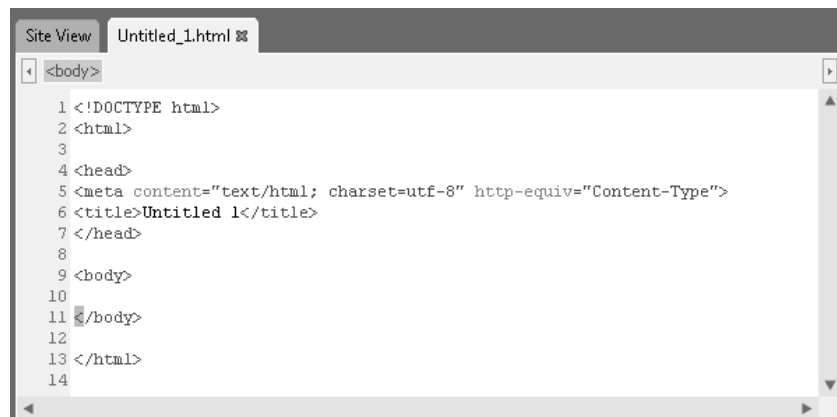 Site View Untitled_1.html
<body>
1 <!DOCTYPE html>
2 <html>
3
4 <head>
5 <meta content="text/html; charset=utf-8" http-equiv="Content-Type">
6 <title>Untitled 1</title>
7 </head>
8
9 <body>
10
11 </body>
12
13 </html>
14